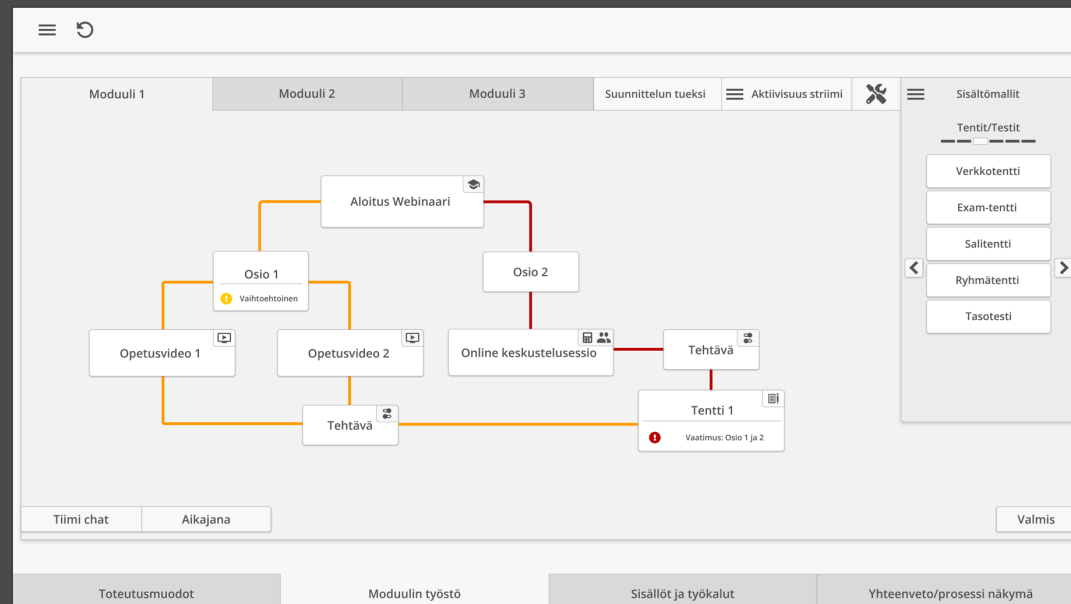 Moduuli 1
Moduuli 2
Moduuli 3
Suunnittelun tueksi
Aktiivisuus striimi
Sisältömallit
Tentit/Testit
Verkkotentti
Exam-tentti
Salitentti
Ryhmätentti
Tasotesti
Aloitus Webinaari
Osio 1
Vaihtoehtoinen
Osio 2
Opetusvideo 1
Opetusvideo 2
Online keskustelusessio
Tehtävä
Tehtävä
Tentti 1
Vaatimus: Osio 1 ja 2
Tiimi chat
Aikajana
Valmis
Toteutusmuodot
Moduulin työstö
Sisällöt ja työkalut
Yhteenveto/prosessi näkymä